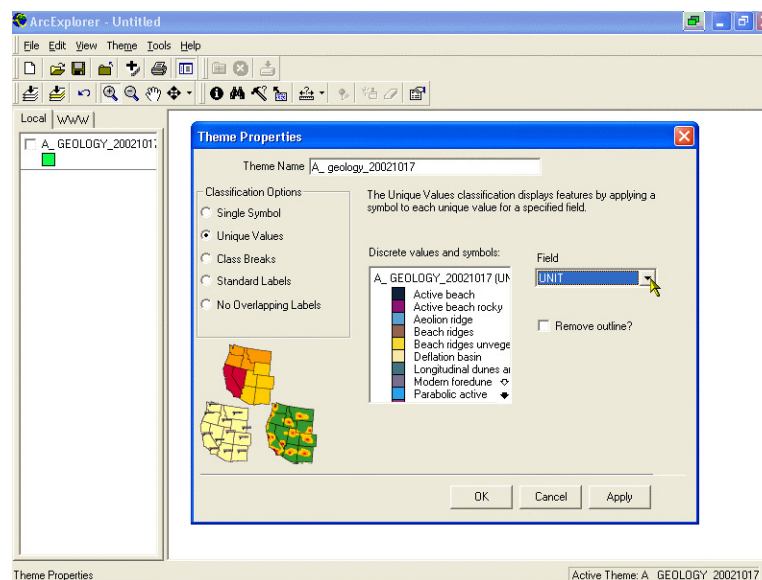 ArcExplorer - Untitled
File Edit View Theme Tools Help
Local WWW
A_ GEOLOGY_2002101
Theme Properties
Theme Name A_ geology_20021017
Classification Options
Single Symbol
Unique Values
Class Breaks
Standard Labels
No Overlapping Labels
The Unique Values classification displays features by applying a
symbol to each unique value for a specified field.
Discrete values and symbols:
A_ GEOLOGY_20021017 (UN
Active beach
Active beach rocky
Aeolion ridge
Beach ridges
Beach ridges unvege
Deflation basin
Longitudinal dunes a
Modern foredune
Parabolic active
Field
UNIT
Remove outline?
OK Cancel Apply
Theme Properties
Active Theme: A_ GEOLOGY_20021017